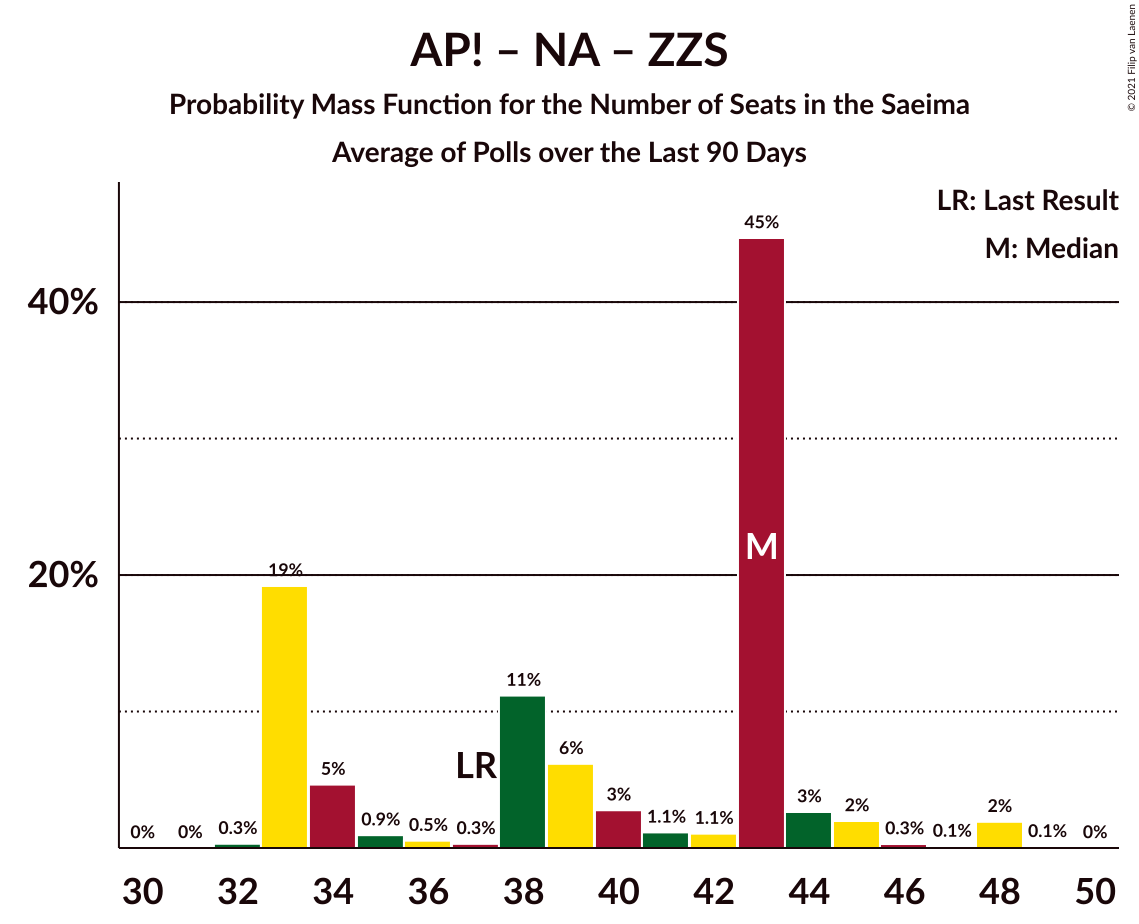 AP! – NA – ZZS
Probability Mass Function for the Number of Seats in the Saeima
Average of Polls over the Last 90 Days
© 2021 Filip van Laenen
LR: Last Result
M: Median
40%
20%
0%
0%
0.3%
19%
5%
0.9%
0.5%
0.3%
LR
11%
6%
3%
1.1%
1.1%
45%
M
3%
2%
0.3%
0.1%
2%
0.1%
0%
30 32 34 36 38 40 42 44 46 48 50